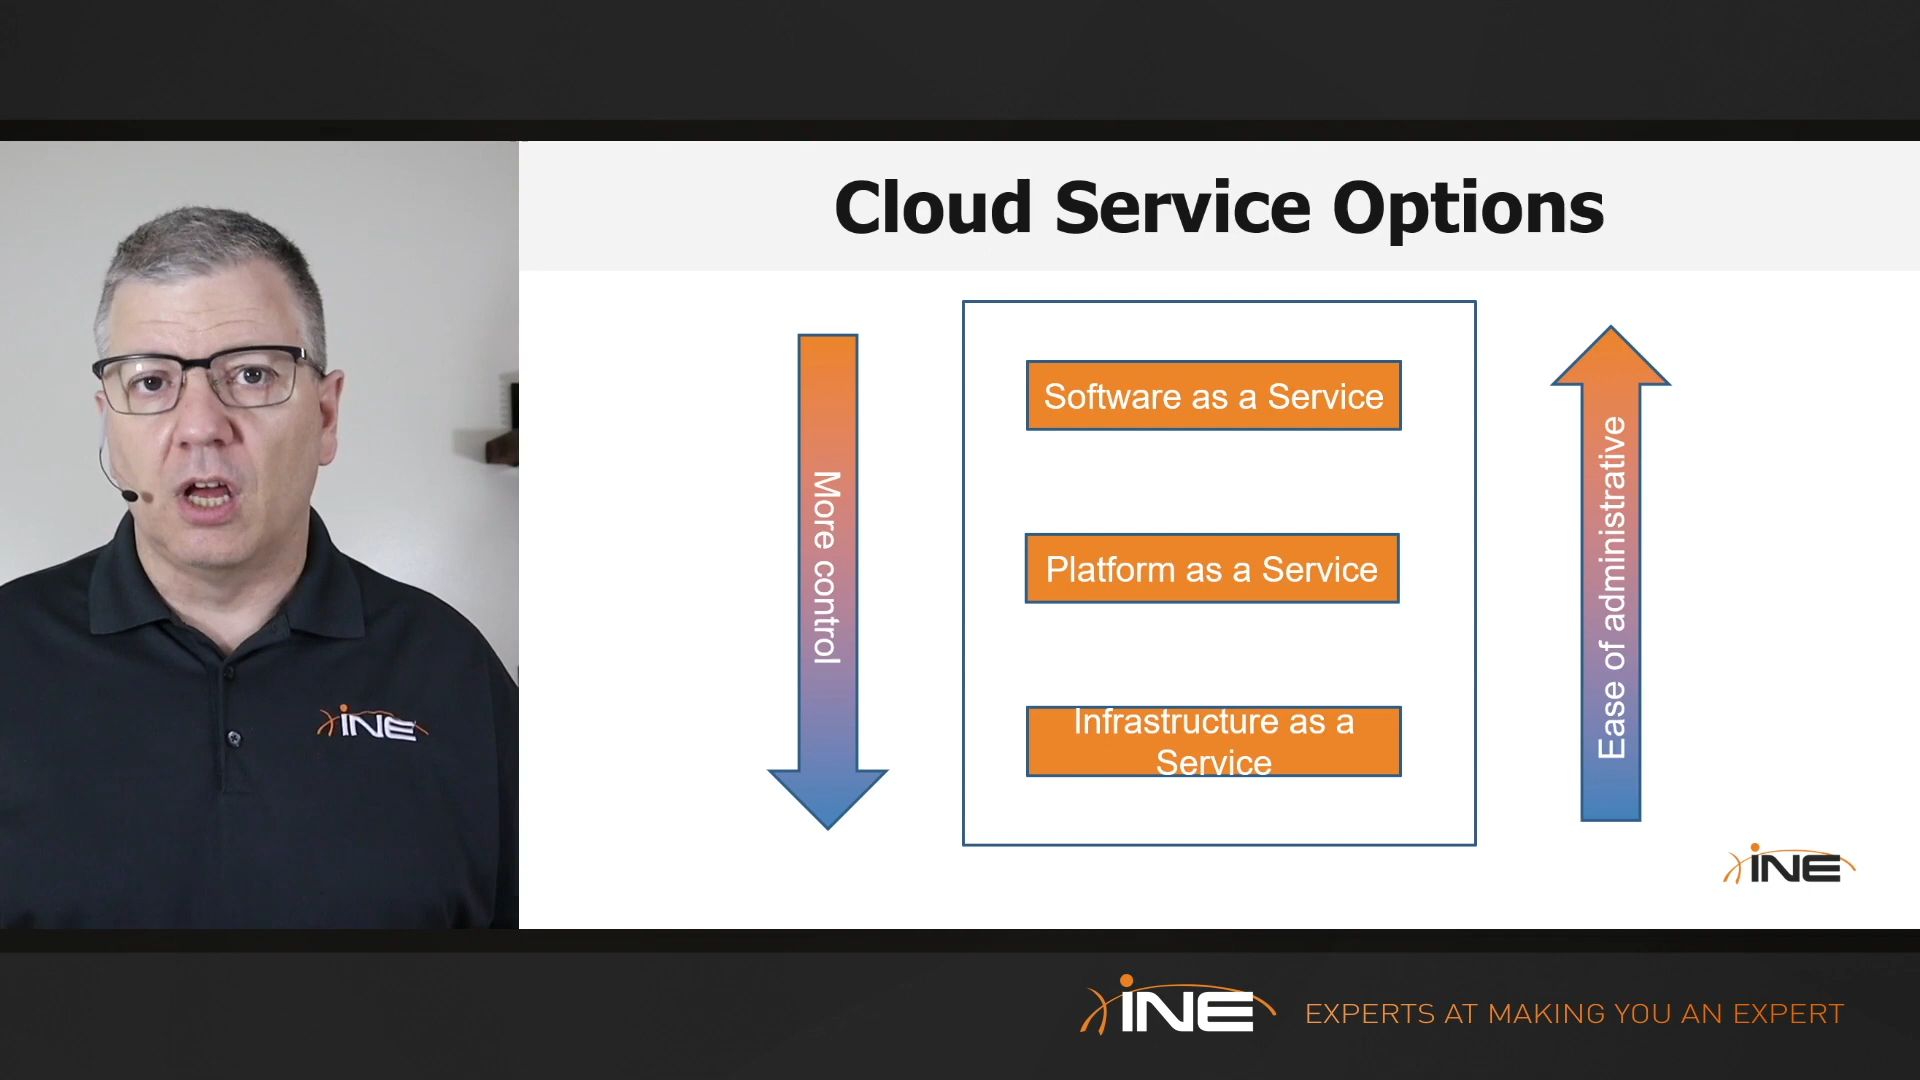 Cloud Service Options
More control
Software as a Service
Platform as a Service
Infrastructure as a
Service
Ease of administrative
INE
INE
INE
EXPERTS AT MAKING YOU AN EXPERT